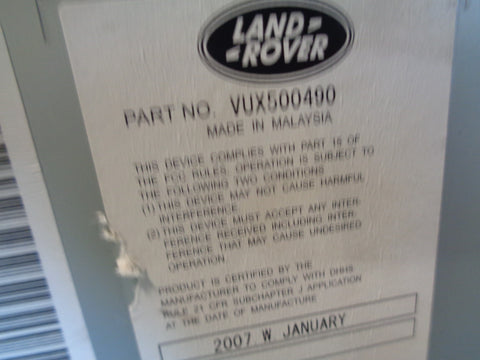 LAND
ROVER
PART NO. VUX500490
MADE IN MALAYSIA
THIS DEVICE COMPLIES WITH PART 15 OF
THE FCC RULES. OPERATION IS SUBJECT TO
THE FOLLOWING TWO CONDITIONS
(1) THIS DEVICE MAY NOT CAUSE HARMFUL
INTERFERENCE.
(2) THIS DEVICE MUST ACCEPT ANY INTER-
FERENCE RECEIVED INCLUDING INTER-
FERENCE THAT MAY CAUSE UNDESIRED
OPERATION.
PRODUCT IS CERTIFIED BY THE
MANUFACTURER TO COMPLY WITH DHHS
RULE 21 CFR SUBCHAPTER J APPLICATION
AT THE DATE OF MANUFACTURE
2007 W JANUARY